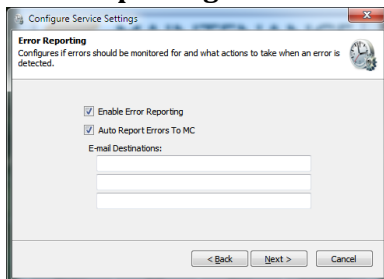 Configure Service Settings
Error Reporting
Configures if errors should be monitored for and what actions to take when an error is
detected.
Enable Error Reporting
Auto Report Errors To MC
E-mail Destinations:
< Back
Next >
Cancel